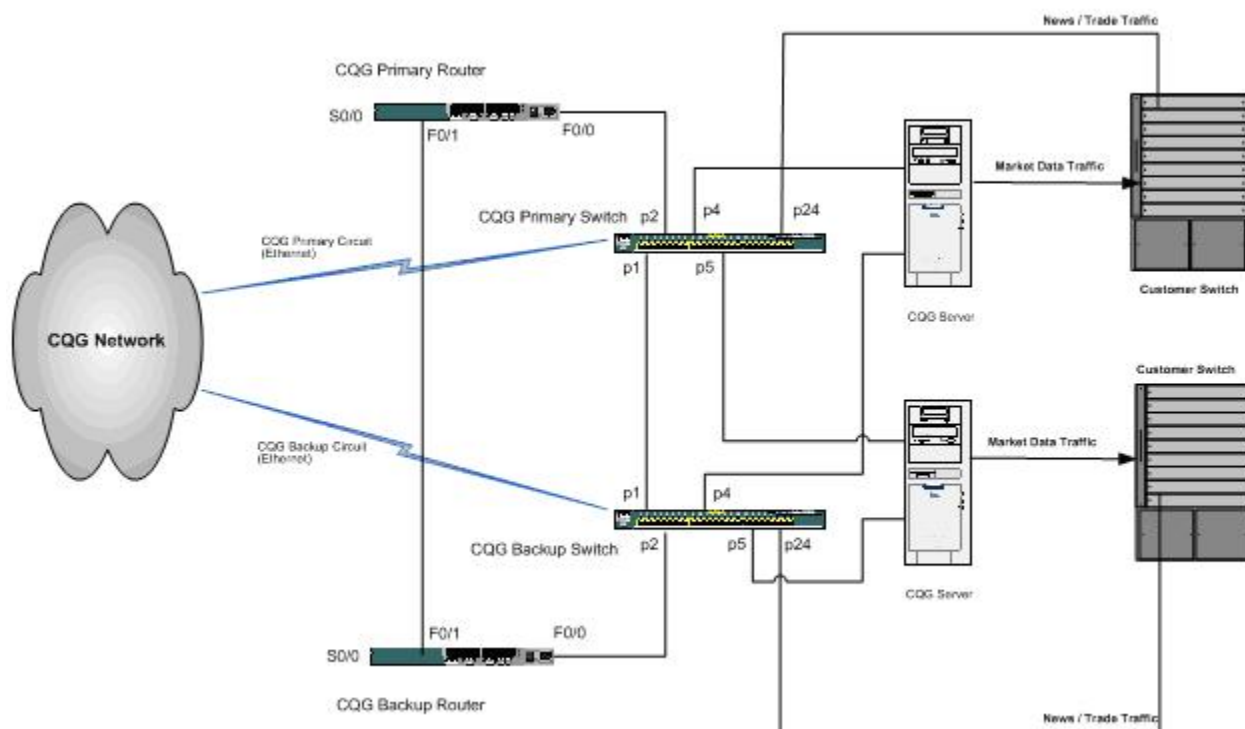 News / Trade Traffic
CQG Primary Router
S0/0
F0/1
F0/0
Market Data Traffic
p2
p4
p24
CQG Primary Switch
CQG Primary Circuit
(Ethernet)
p1
p5
Customer Switch
CQG Server
CQG Network
Customer Switch
CQG Backup Circuit
(Ethernet)
Market Data Traffic
p1
p4
CQG Backup Switch
p2
p5
p24
CQG Server
F0/1
F0/0
S0/0
CQG Backup Router
News / Trade Traffic